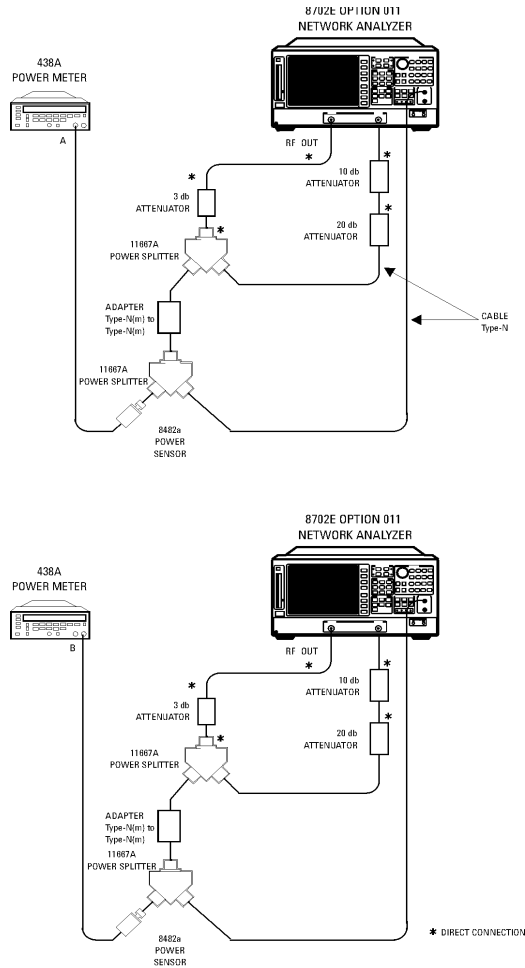 8702E OPTION 011
NETWORK ANALYZER
438A
POWER METER
A
RF OUT
*
*
*
10 db
ATTENUATOR
3 db
ATTENUATOR
*
20 db
ATTENUATOR
*
11667A
POWER SPLITTER
ADAPTER
Type-N(m) to
Type-N(m)
CABLE
Type-N
11667A
POWER SPLITTER
8482a
POWER
SENSOR
8702E OPTION 011
NETWORK ANALYZER
438A
POWER METER
B
RF OUT
*
*
*
10 db
ATTENUATOR
3 db
ATTENUATOR
*
20 db
ATTENUATOR
*
11667A
POWER SPLITTER
ADAPTER
Type-N(m) to
Type-N(m)
11667A
POWER SPLITTER
8482a
POWER
SENSOR
* DIRECT CONNECTION